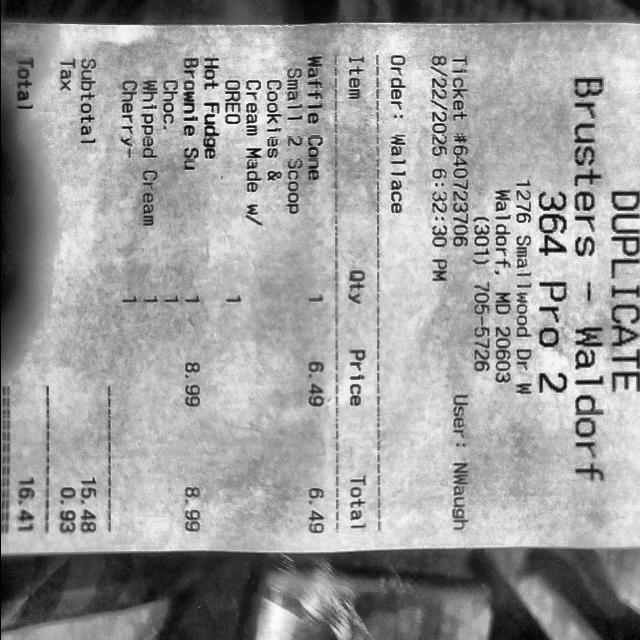 DUPLICATE
Brusters - Waldorf
364 Pro 2
1276 Smallwood Dr W
Waldorf, MD 20603
(301) 705-5726
Ticket #640723706 User: NWaugh
8/22/2025 6:32:30 PM
Order: Wallace
Item Qty Price Total
Waffle Cone 1 6.49 6.49
Small 2 Scoop
Cookies &
Cream Made w/
OREO 1
Hot Fudge
Brownie Su 1 8.99 8.99
Choc. 1
Whipped Cream 1
Cherry- 1
Subtotal 15.48
Tax 0.93
Total 16.41